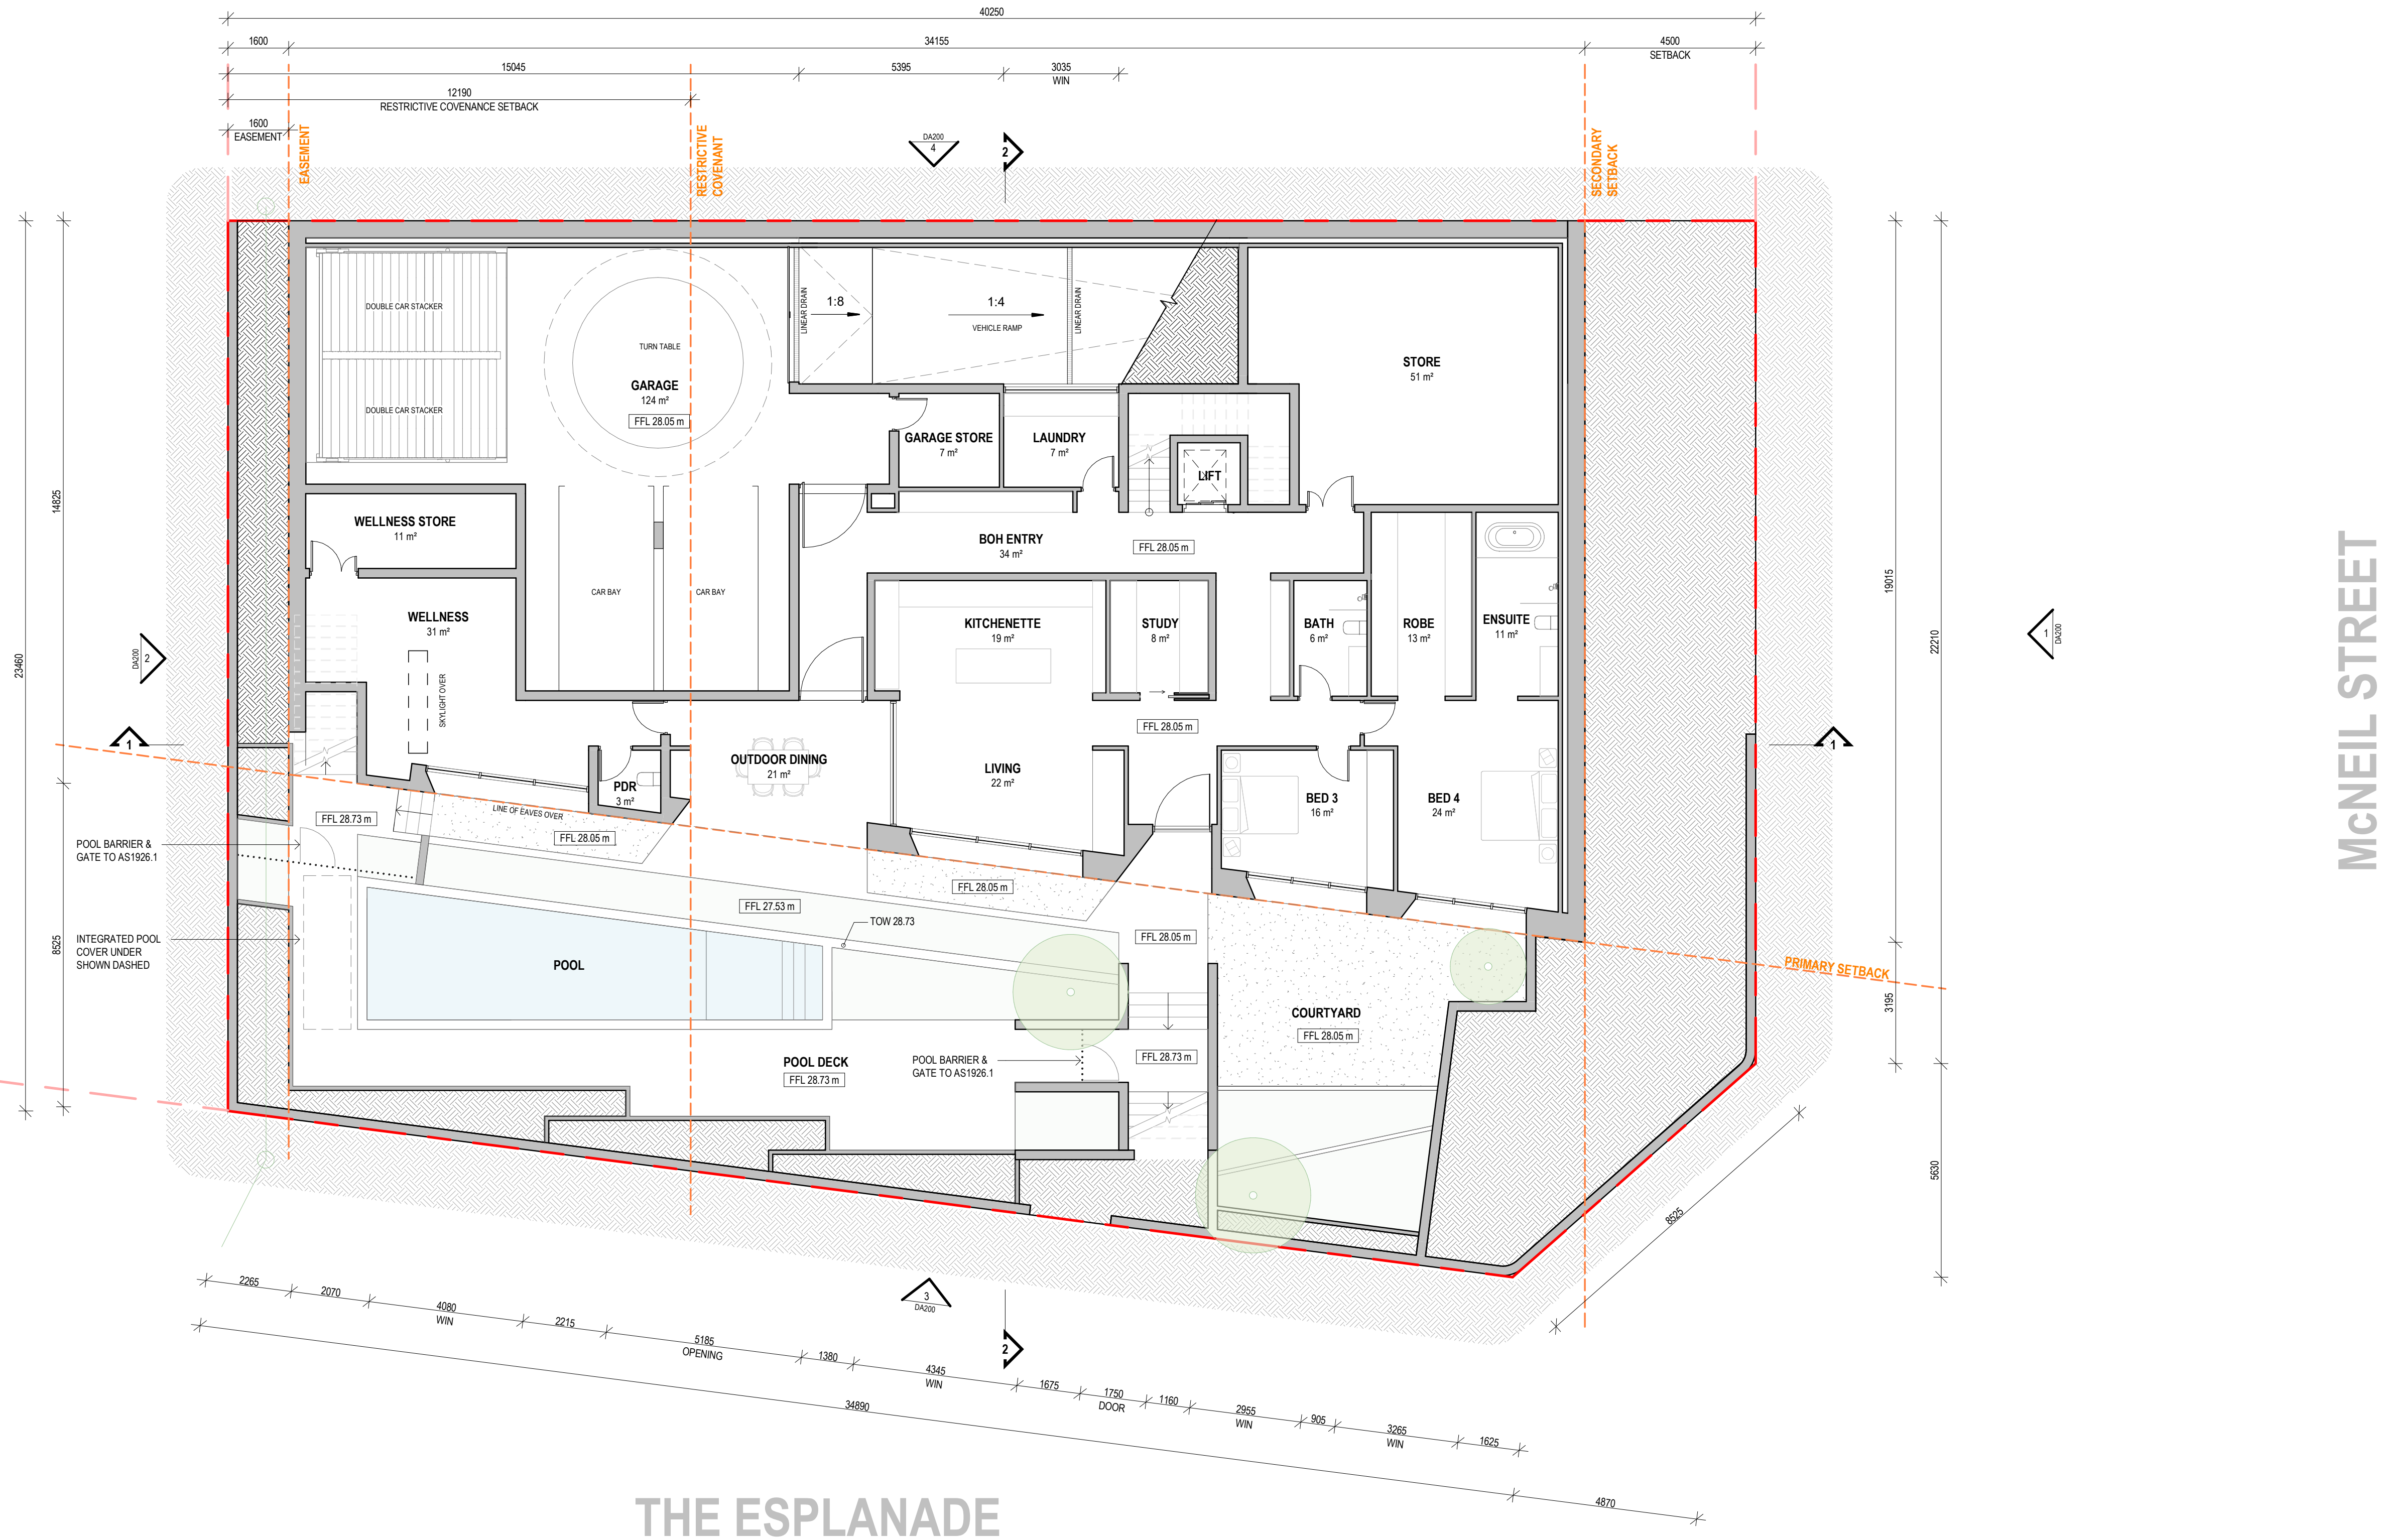 40250
1600
34155
4500
SETBACK
15045
5395
3035
WIN
12190
RESTRICTIVE COVENANCE SETBACK
1600
EASEMENT
EASEMENT
RESTRICTIVE
COVENANT
SECONDARY
SETBACK
DA200
4
2
DOUBLE CAR STACKER
DOUBLE CAR STACKER
TURN TABLE
GARAGE
124 m²
FFL 28.05 m
LINEAR DRAIN
1:8
1:4
VEHICLE RAMP
LINEAR DRAIN
STORE
51 m²
GARAGE STORE
7 m²
LAUNDRY
7 m²
LIFT
WELLNESS STORE
11 m²
BOH ENTRY
34 m²
FFL 28.05 m
CAR BAY
CAR BAY
WELLNESS
31 m²
SKYLIGHT OVER
KITCHENETTE
19 m²
STUDY
8 m²
BATH
6 m²
ROBE
13 m²
ENSUITE
11 m²
FFL 28.05 m
OUTDOOR DINING
21 m²
PDR
3 m²
LIVING
22 m²
BED 3
16 m²
BED 4
24 m²
LINE OF EAVES OVER
FFL 28.73 m
FFL 28.05 m
POOL BARRIER &
GATE TO AS1926.1
FFL 28.05 m
FFL 27.53 m
TOW 28.73
INTEGRATED POOL
COVER UNDER
SHOWN DASHED
POOL
FFL 28.05 m
COURTYARD
FFL 28.05 m
PRIMARY SETBACK
POOL DECK
FFL 28.73 m
POOL BARRIER &
GATE TO AS1926.1
FFL 28.73 m
23460
14825
8525
2
DA200
1
19015
3195
22210
5630
1
DA200
1
8525
McNEIL STREET
2265
2070
4080
WIN
2215
5185
OPENING
1380
4345
WIN
1675
1750
DOOR
1160
2955
WIN
905
3265
WIN
1625
3
DA200
2
34890
4870
THE ESPLANADE